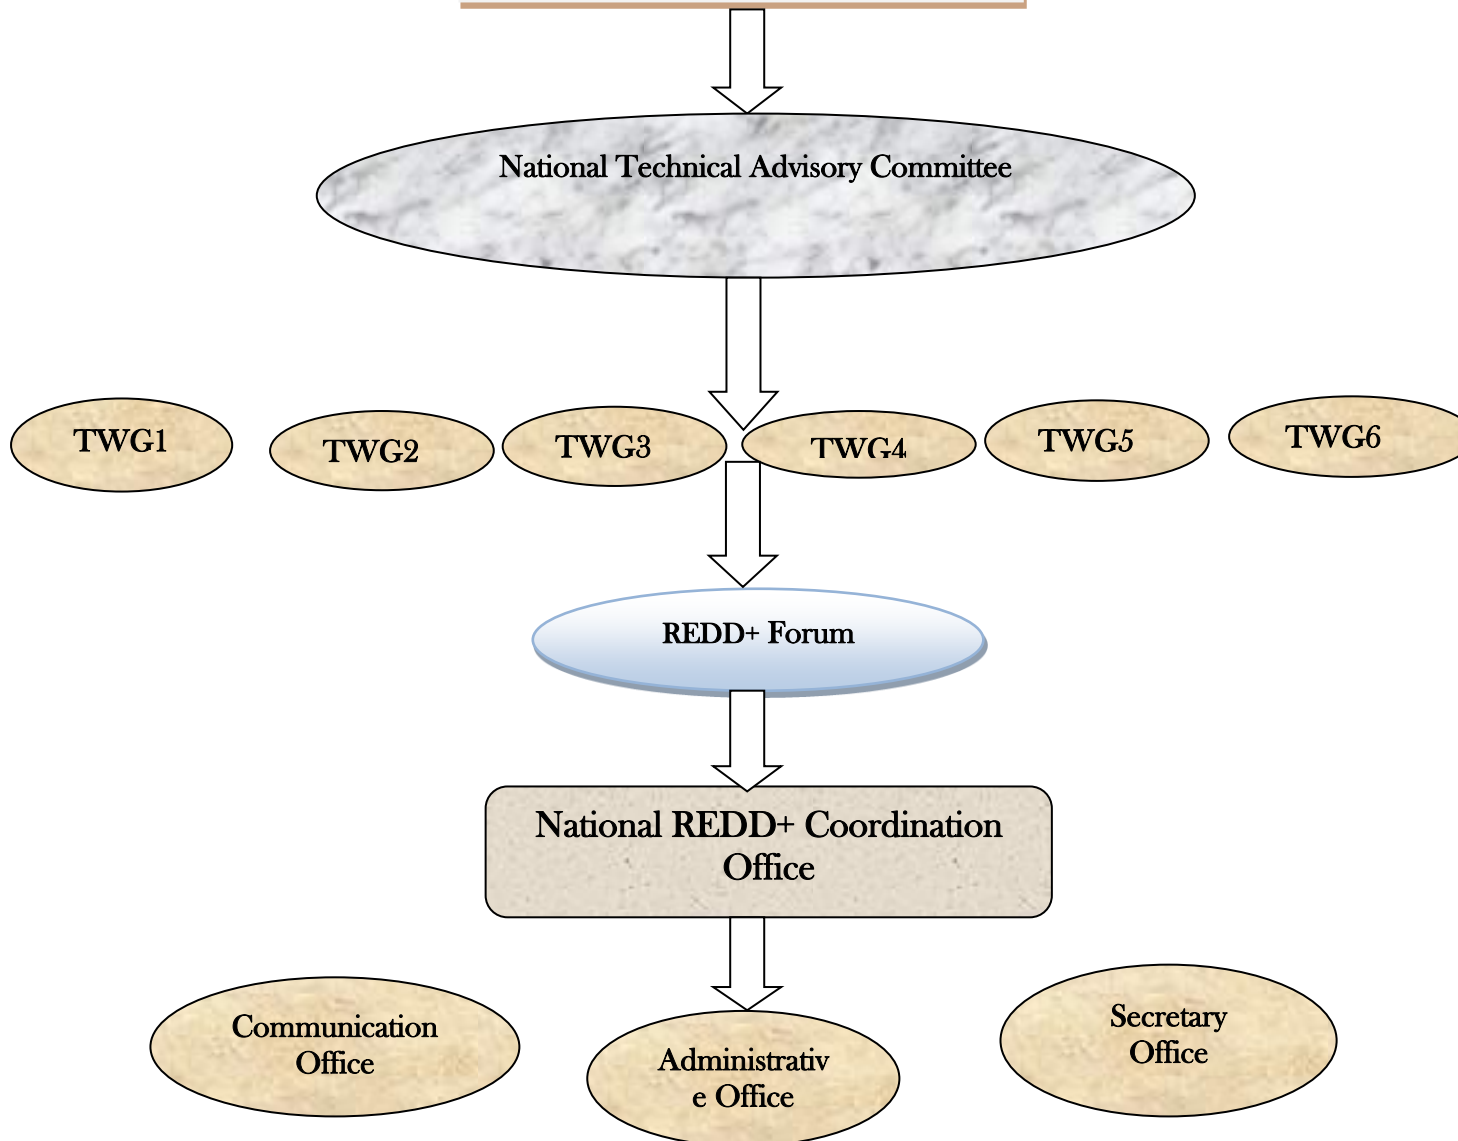 National Technical Advisory Committee
TWG1
TWG2
TWG3
TWG4
TWG5
TWG6
REDD+ Forum
National REDD+ Coordination
Office
Communication
Office
Administrativ
e Office
Secretary
Office